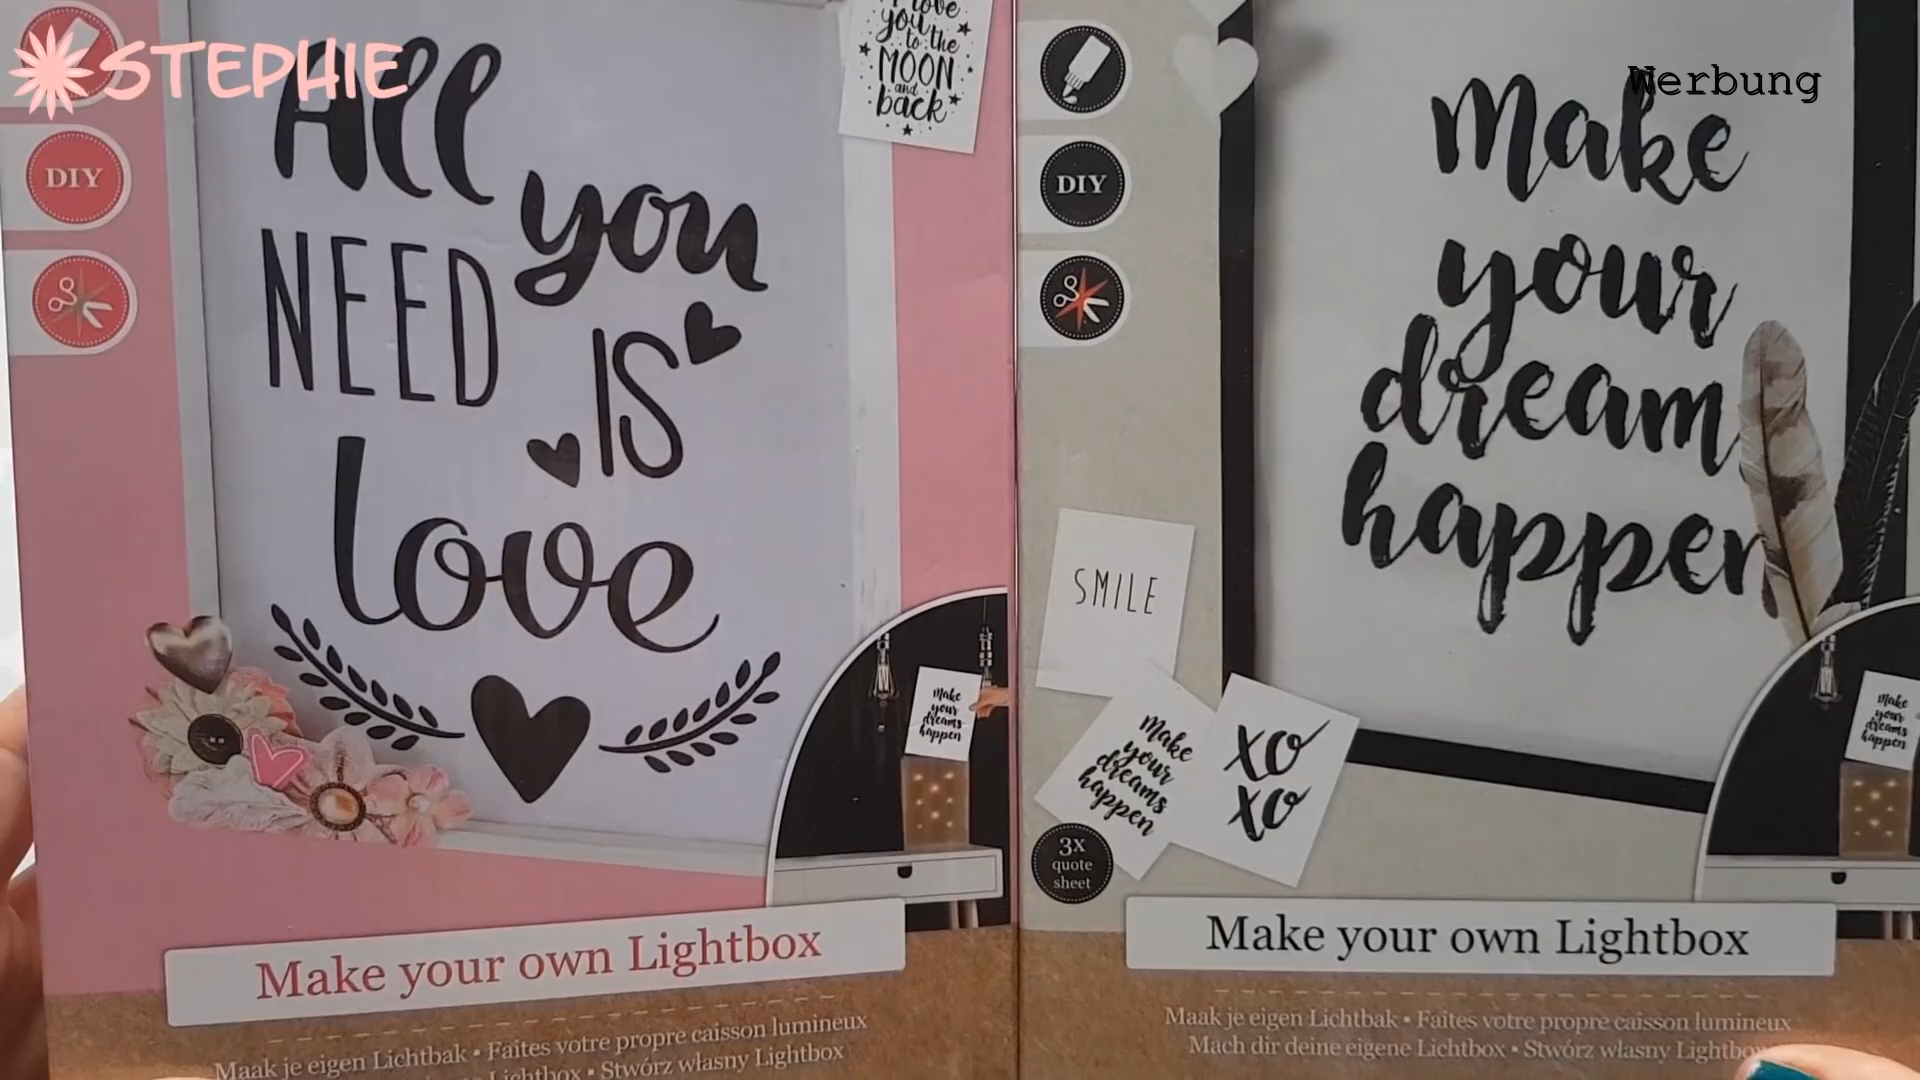 STEPHIE
Werbung
DIY
All
you
NEED
IS
love
I love
you
to the
MOON
and
back
make
your
dreams
happen
Make your own Lightbox
Maak je eigen Lichtbak • Faites votre propre caisson lumineux
Lichtbox • Stwórz własny Lightbox
DIY
Make
your
dream
happen
SMILE
make
your
dreams
happen
xo
xo
3x
quote
sheet
make
your
dreams
happen
Make your own Lightbox
Maak je eigen Lichtbak • Faites votre propre caisson lumineux
Mach dir deine eigene Lichtbox • Stwórz własny Lightbox